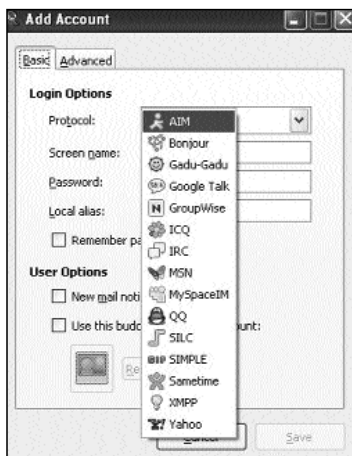 Add Account
Basic Advanced
Login Options
Protocol: AIM
Bonjour
Screen name:
Gadu-Gadu
Password:
Google Talk
GroupWise
Local alias:
ICQ
Remember pa
IRC
User Options
MSN
New mail noti
MySpaceIM
QQ
Use this budd ount:
SILC
SIMPLE
Re
Sametime
XMPP
Yahoo
Cancel Save